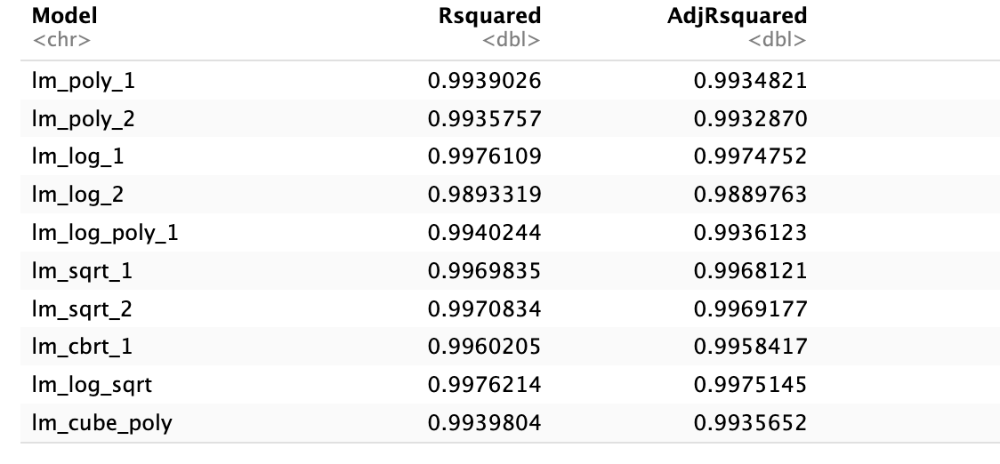 Model Rsquared AdjRsquared
<chr> <dbl> <dbl>
lm_poly_1 0.9939026 0.9934821
lm_poly_2 0.9935757 0.9932870
lm_log_1 0.9976109 0.9974752
lm_log_2 0.9893319 0.9889763
lm_log_poly_1 0.9940244 0.9936123
lm_sqrt_1 0.9969835 0.9968121
lm_sqrt_2 0.9970834 0.9969177
lm_cbrt_1 0.9960205 0.9958417
lm_log_sqrt 0.9976214 0.9975145
lm_cube_poly 0.9939804 0.9935652